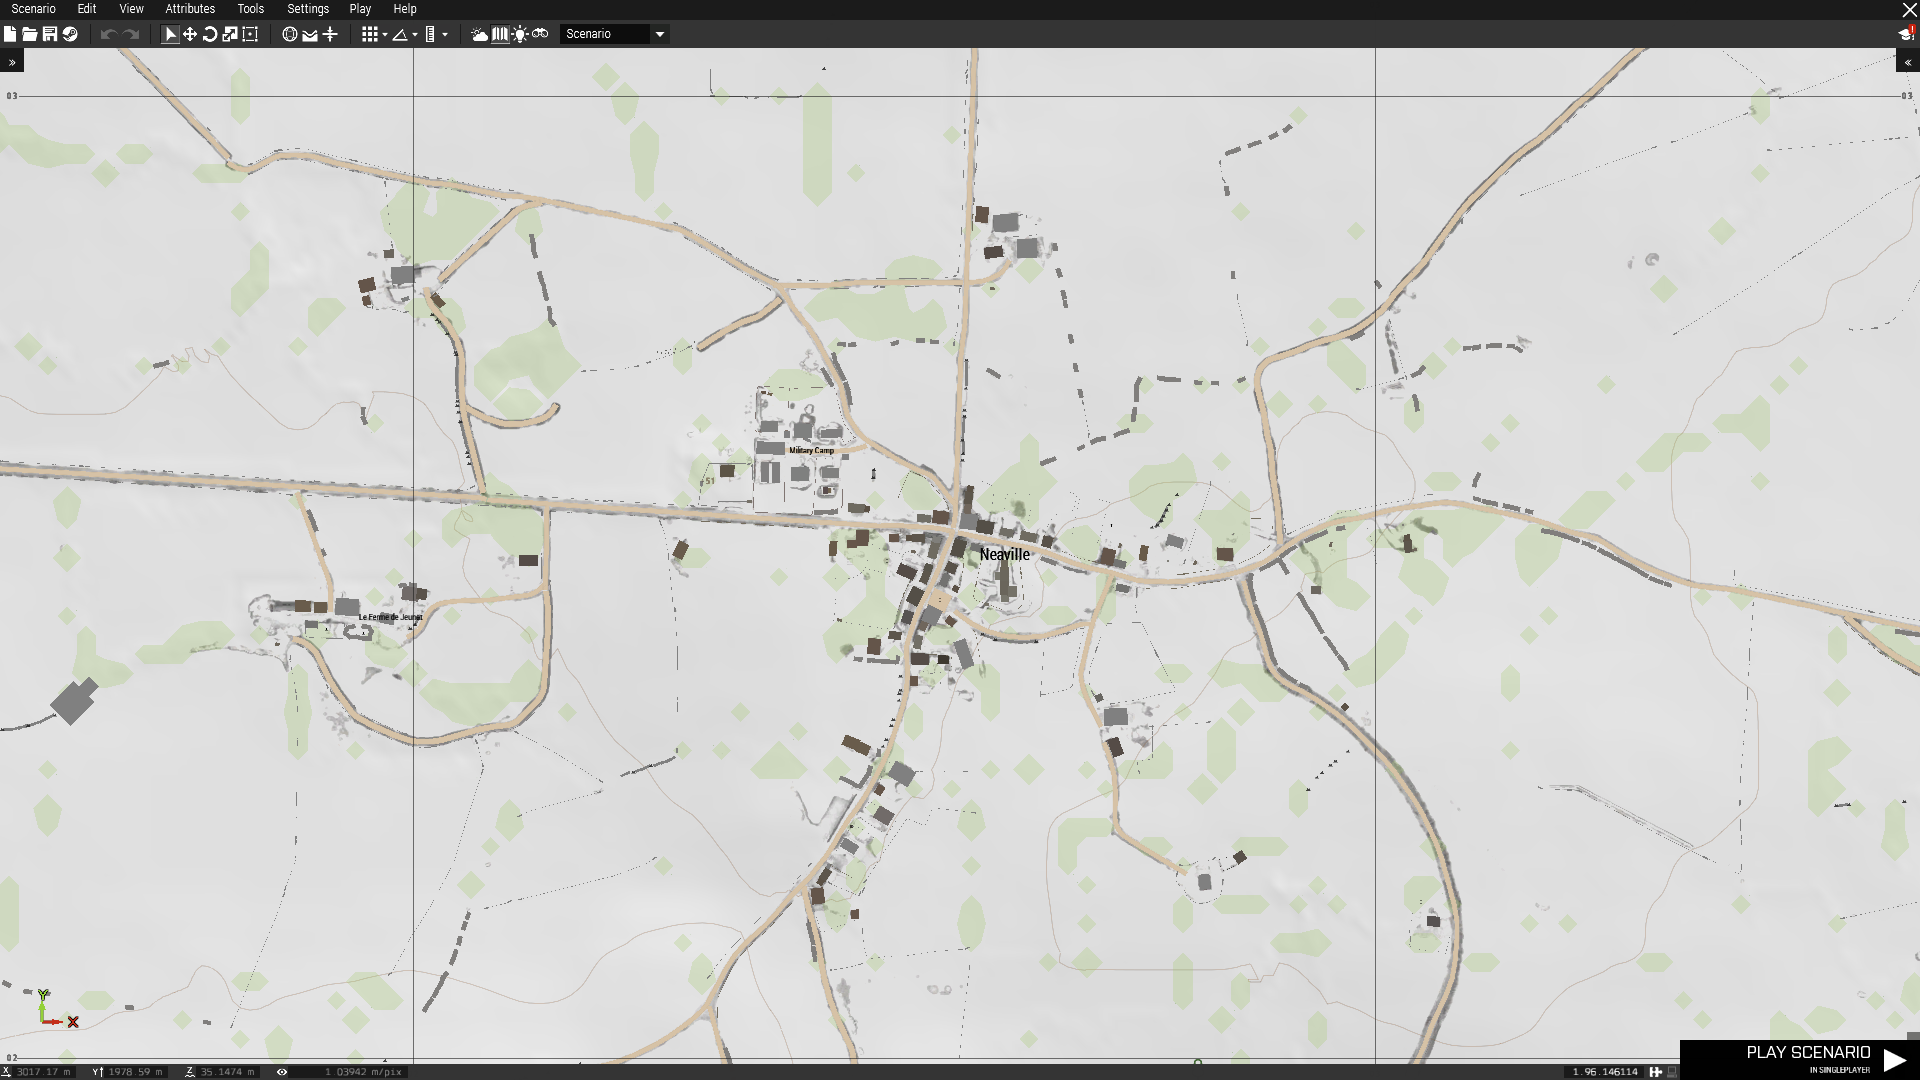 Scenario Edit View Attributes Tools Settings Play Help
Scenario
»
«
03
03
Military Camp
51
Neaville
Le Ferme de Jeunot
Y
X
02
X 3017.17 m Y 1978.59 m Z 35.1474 m 1.03942 m/pix
1.96.146114
PLAY SCENARIO
IN SINGLEPLAYER